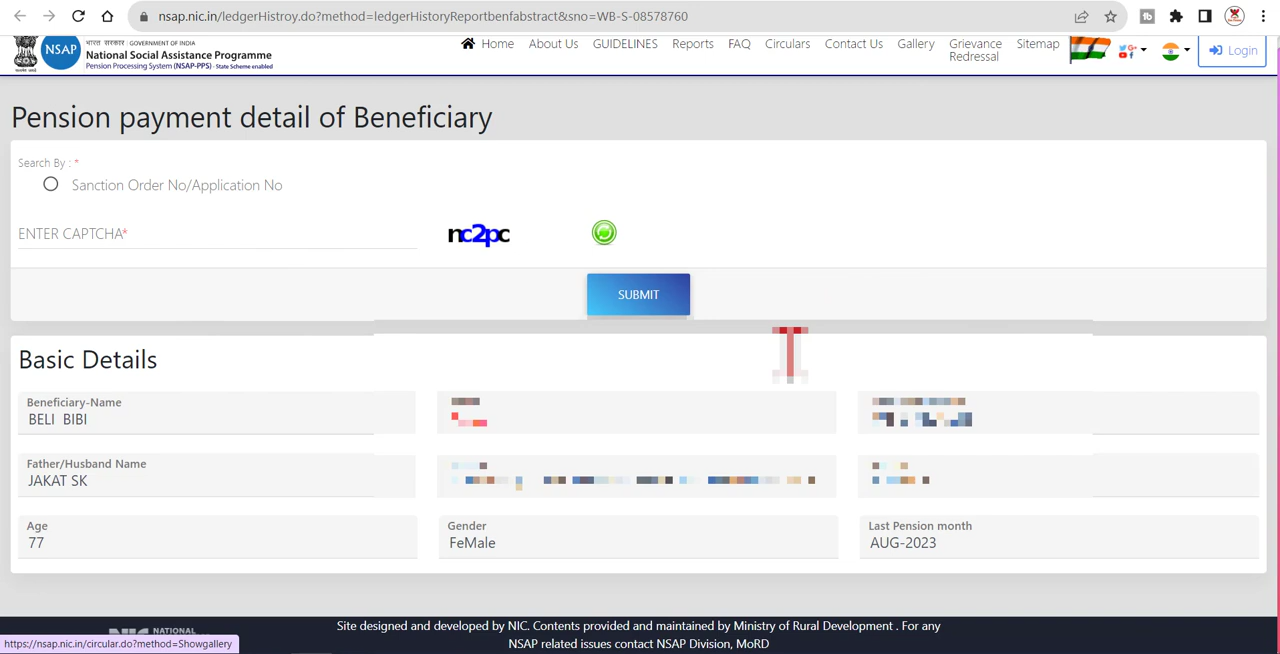 nsap.nic.in/ledgerHistroy.do?method=ledgerHistoryReportbenfabstract&sno=WB-S-08578760
NSAP
भारत सरकार | GOVERNMENT OF INDIA
National Social Assistance Programme
Pension Processing System (NSAP-PPS) - State Scheme enabled
Home About Us GUIDELINES Reports FAQ Circulars Contact Us Gallery Grievance Redressal Sitemap Login
Pension payment detail of Beneficiary
Search By : *
Sanction Order No/Application No
ENTER CAPTCHA* nc2pc
SUBMIT
Basic Details
Beneficiary-Name
BELI BIBI
Father/Husband Name
JAKAT SK
Age Gender Last Pension month
77 FeMale AUG-2023
NATIONAL
Site designed and developed by NIC. Contents provided and maintained by Ministry of Rural Development . For any
NSAP related issues contact NSAP Division, MoRD
https://nsap.nic.in/circular.do?method=Showgallery